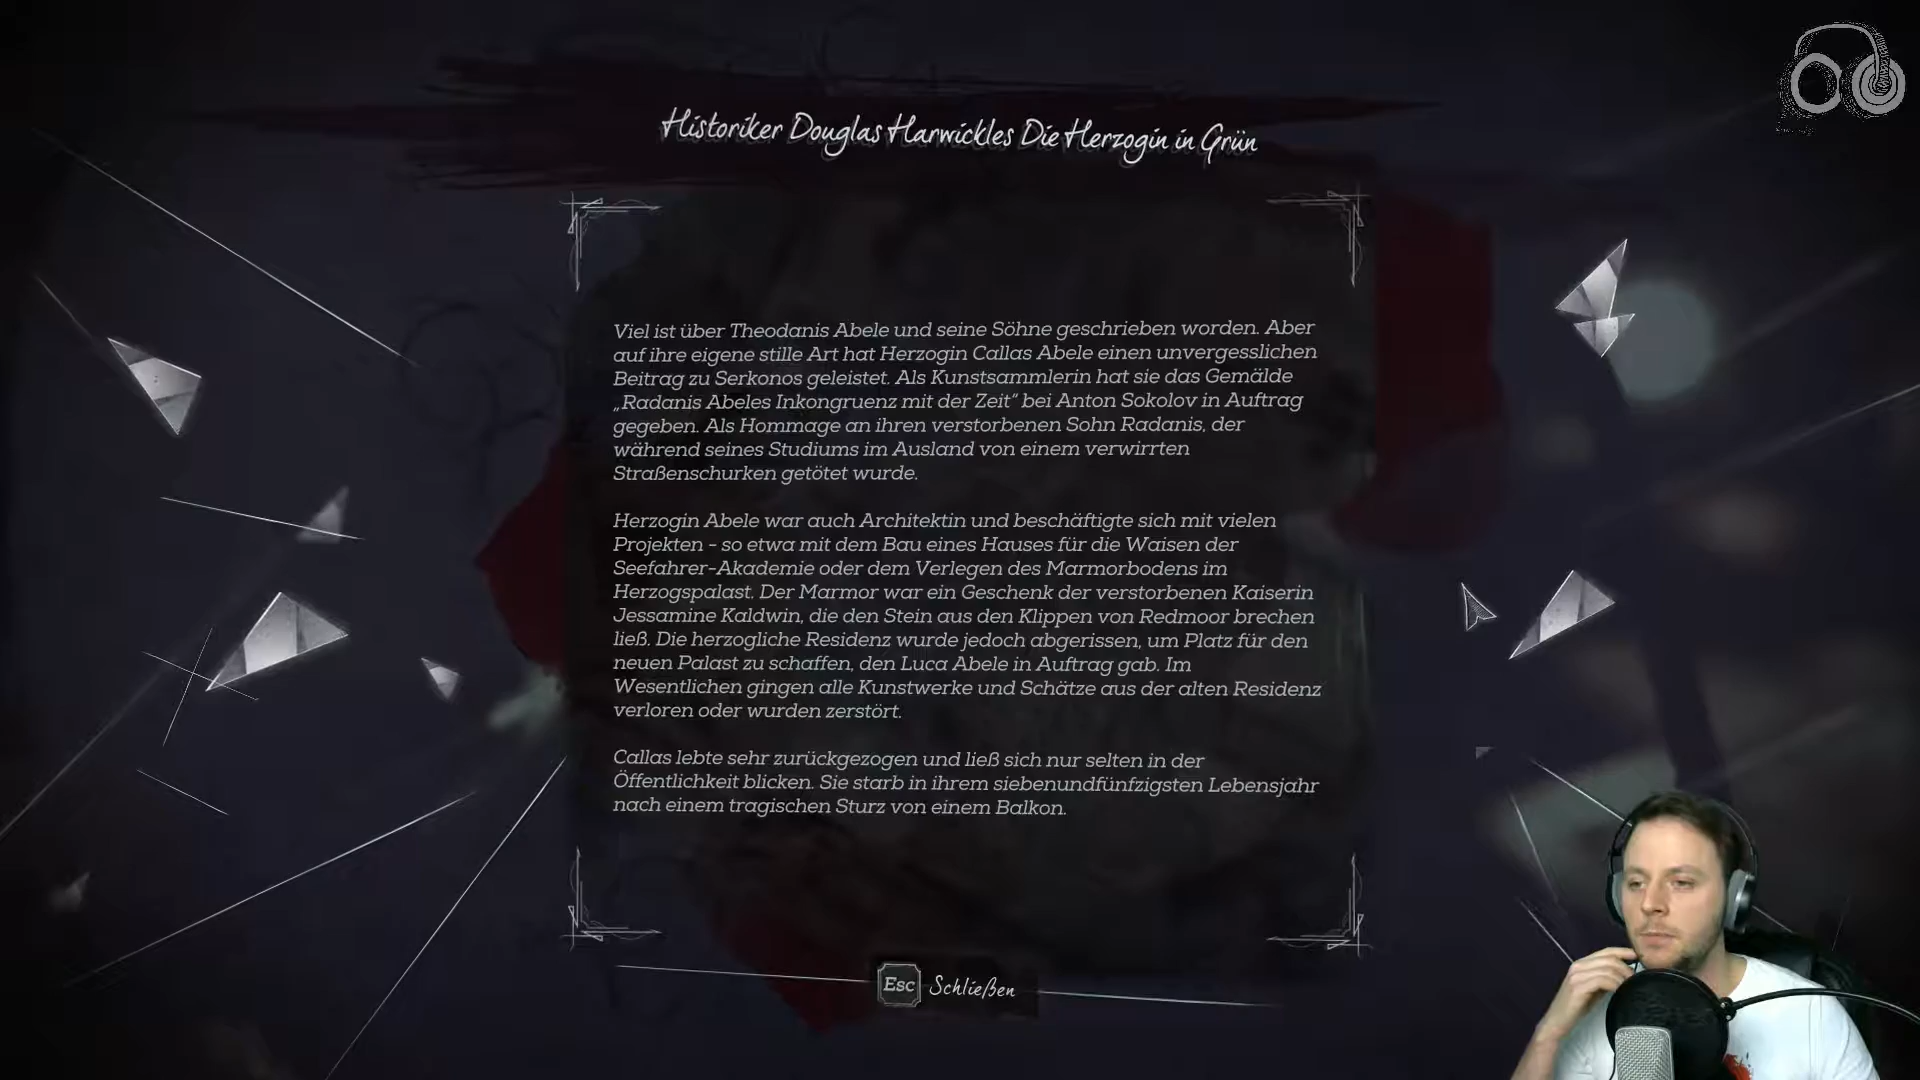 Historiker Douglas Harwickles Die Herzogin in Grün
Viel ist über Theodanis Abele und seine Söhne geschrieben worden. Aber
auf ihre eigene stille Art hat Herzogin Callas Abele einen unvergesslichen
Beitrag zu Serkonos geleistet. Als Kunstsammlerin hat sie das Gemälde
„Radanis Abeles Inkongruenz mit der Zeit“ bei Anton Sokolov in Auftrag
gegeben. Als Hommage an ihren verstorbenen Sohn Radanis, der
während seines Studiums im Ausland von einem verwirrten
Straßenschurken getötet wurde.
Herzogin Abele war auch Architektin und beschäftigte sich mit vielen
Projekten - so etwa mit dem Bau eines Hauses für die Waisen der
Seefahrer-Akademie oder dem Verlegen des Marmorbodens im
Herzogspalast. Der Marmor war ein Geschenk der verstorbenen Kaiserin
Jessamine Kaldwin, die den Stein aus den Klippen von Redmoor brechen
ließ. Die herzogliche Residenz wurde jedoch abgerissen, um Platz für den
neuen Palast zu schaffen, den Luca Abele in Auftrag gab. Im
Wesentlichen gingen alle Kunstwerke und Schätze aus der alten Residenz
verloren oder wurden zerstört.
Callas lebte sehr zurückgezogen und ließ sich nur selten in der
Öffentlichkeit blicken. Sie starb in ihrem siebenundfünfzigsten Lebensjahr
nach einem tragischen Sturz von einem Balkon.
Esc Schließen